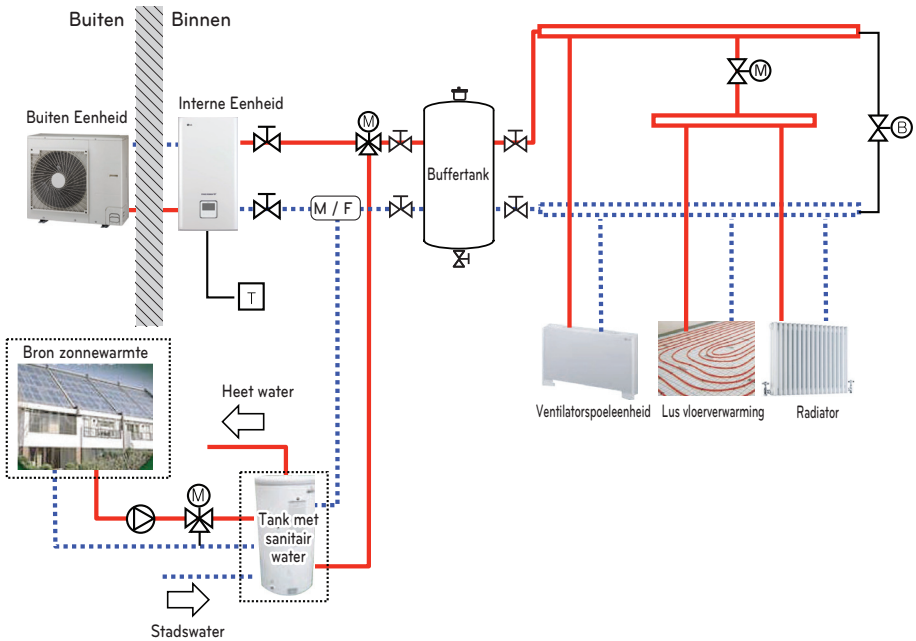 Buiten
Binnen
Buiten Eenheid
Interne Eenheid
M
M / F
T
Buffertank
M
B
Ventilatorspoeleenheid
Lus vloerverwarming
Radiator
Bron zonnewarmte
Heet water
M
Tank met
sanitair
water
Stadswater